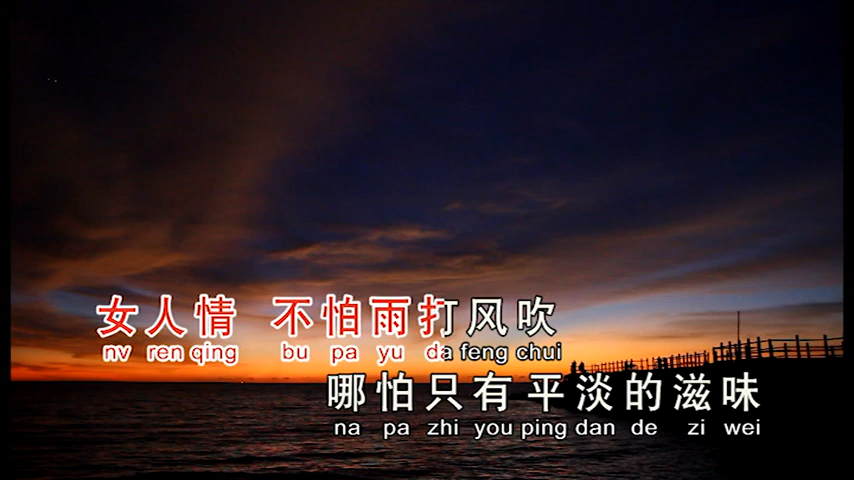 女人情 不怕雨打风吹
nv ren qing bu pa yu da feng chui
哪怕只有平淡的滋味
na pa zhi you ping dan de zi wei